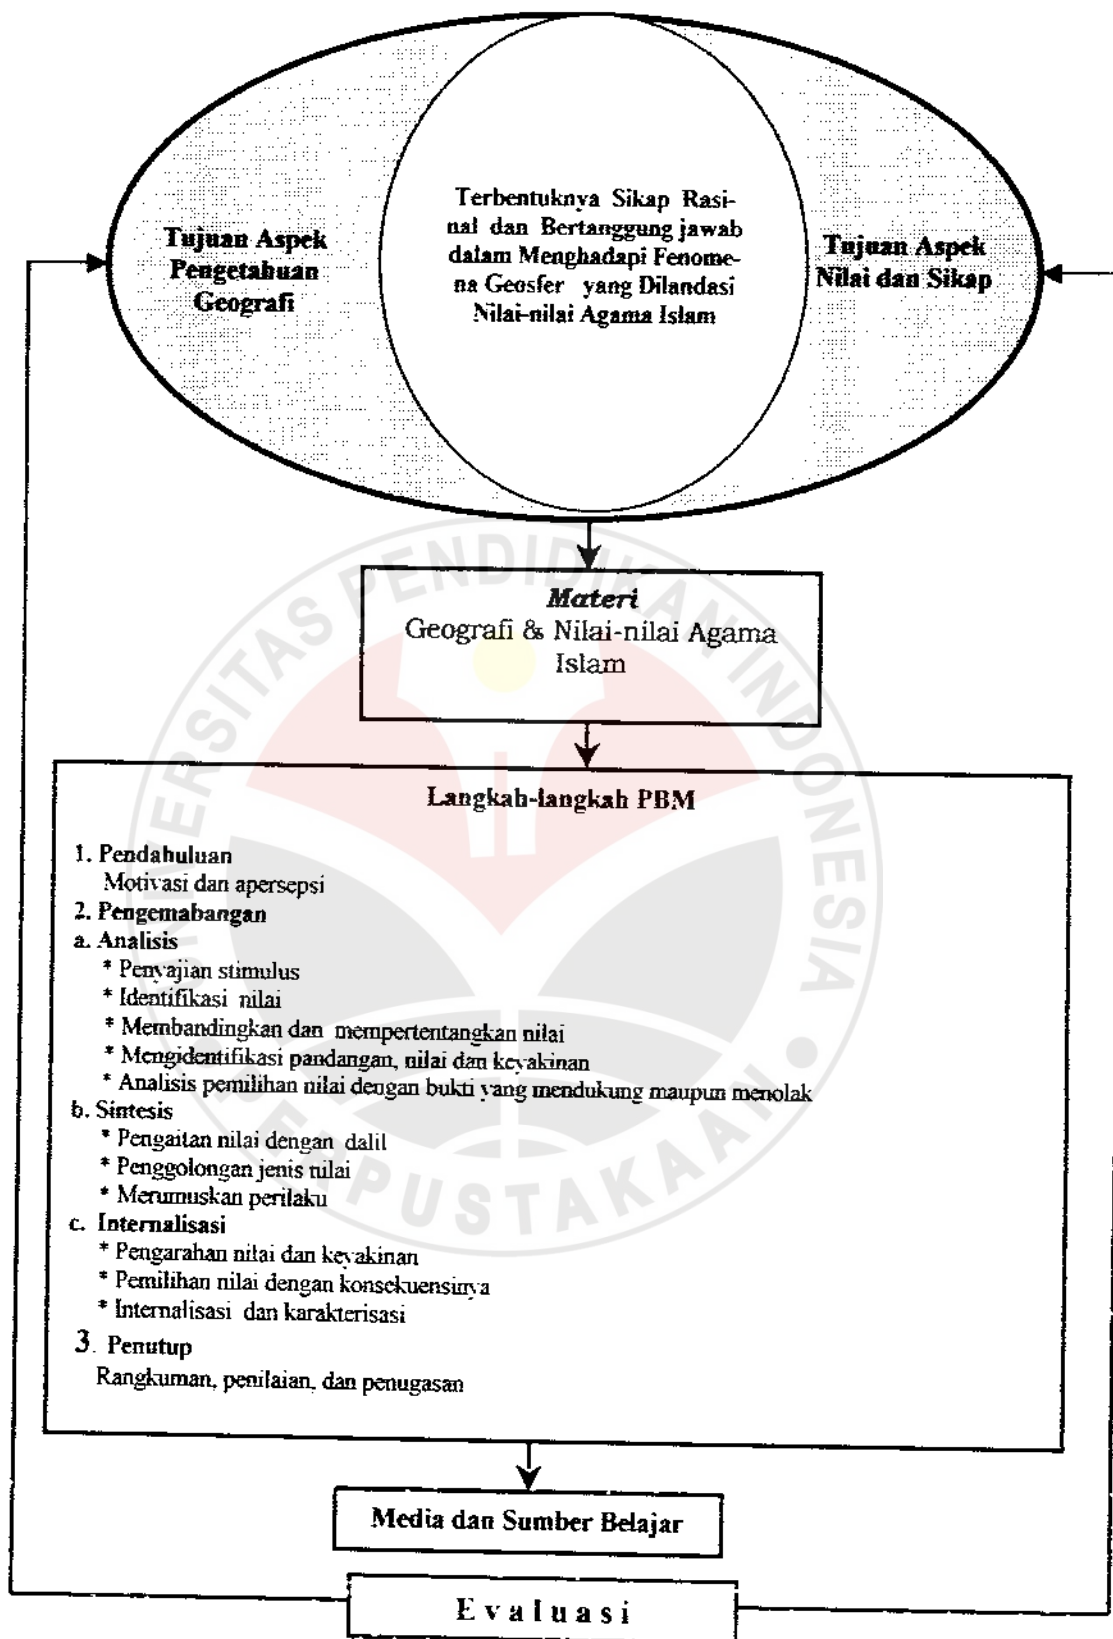 Tujuan Aspek
Pengetahuan
Geografi
Terbentuknya Sikap Rasi-
nal dan Bertanggung jawab
dalam Menghadapi Fenome-
na Geosfer yang Dilandasi
Nilai-nilai Agama Islam
Tujuan Aspek
Nilai dan Sikap
Materi
Geografi & Nilai-nilai Agama
Islam
Langkah-langkah PBM
1. Pendahuluan
Motivasi dan apersepsi
2. Pengemabangan
a. Analisis
* Penyajian stimulus
* Identifikasi nilai
* Membandingkan dan mempertentangkan nilai
* Mengidentifikasi pandangan, nilai dan keyakinan
* Analisis pemilihan nilai dengan bukti yang mendukung maupun menolak
b. Sintesis
* Pengaitan nilai dengan dalil
* Penggolongan jenis nilai
* Merumuskan perilaku
c. Internalisasi
* Pengarahan nilai dan keyakinan
* Pemilihan nilai dengan konsekuensinya
* Internalisasi dan karakterisasi
3. Penutup
Rangkuman, penilaian, dan penugasan
Media dan Sumber Belajar
Evaluasi
UNIVERSITAS PENDIDIKAN INDONESIA
PERPUSTAKAAN